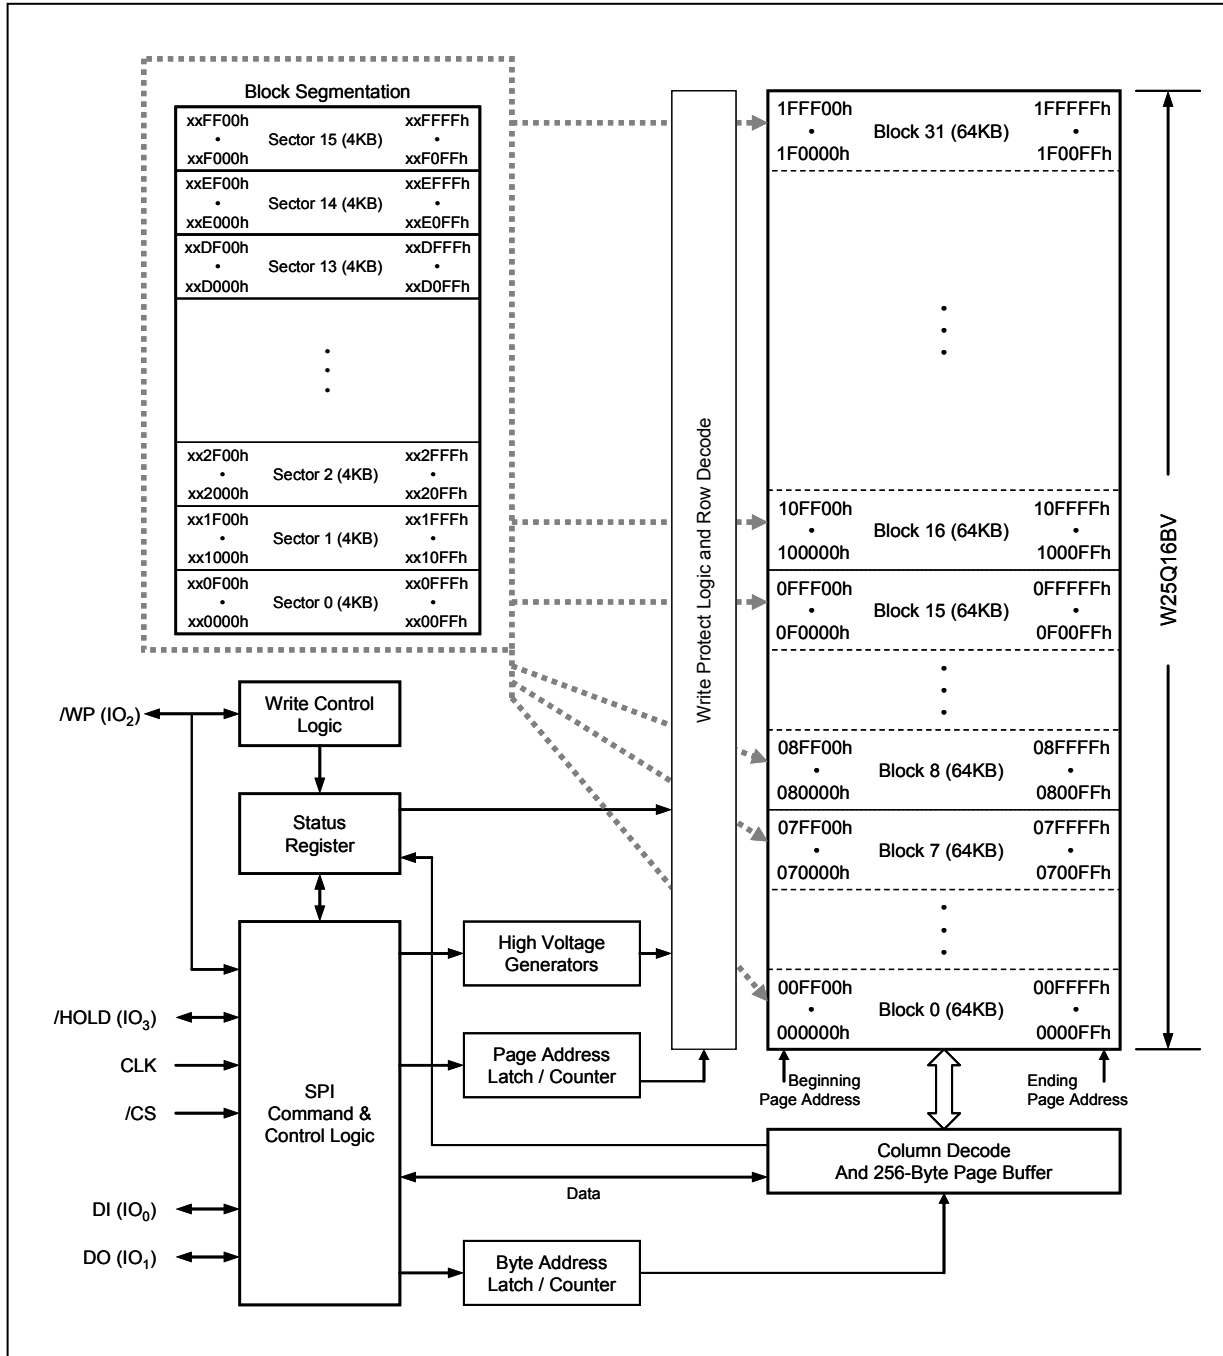 Block Segmentation
xxFF00h xxFFFFh
• Sector 15 (4KB) •
xxF000h xxF0FFh
xxEF00h xxEFFFh
• Sector 14 (4KB) •
xxE000h xxE0FFh
xxDF00h xxDFFFh
• Sector 13 (4KB) •
xxD000h xxD0FFh
xx2F00h xx2FFFh
• Sector 2 (4KB) •
xx2000h xx20FFh
xx1F00h xx1FFFh
• Sector 1 (4KB) •
xx1000h xx10FFh
xx0F00h xx0FFFh
• Sector 0 (4KB) •
xx0000h xx00FFh
Write Protect Logic and Row Decode
1FFF00h 1FFFFFh
• Block 31 (64KB) •
1F0000h 1F00FFh
10FF00h 10FFFFh
• Block 16 (64KB) •
100000h 1000FFh
0FFF00h 0FFFFFh
• Block 15 (64KB) •
0F0000h 0F00FFh
08FF00h 08FFFFh
• Block 8 (64KB) •
080000h 0800FFh
07FF00h 07FFFFh
• Block 7 (64KB) •
070000h 0700FFh
00FF00h 00FFFFh
• Block 0 (64KB) •
000000h 0000FFh
W25Q16BV
Beginning
Page Address
Ending
Page Address
/WP (IO₂)
Write Control
Logic
Status
Register
High Voltage
Generators
/HOLD (IO₃)
CLK
/CS
DI (IO₀)
DO (IO₁)
SPI
Command &
Control Logic
Page Address
Latch / Counter
Column Decode
And 256-Byte Page Buffer
Data
Byte Address
Latch / Counter